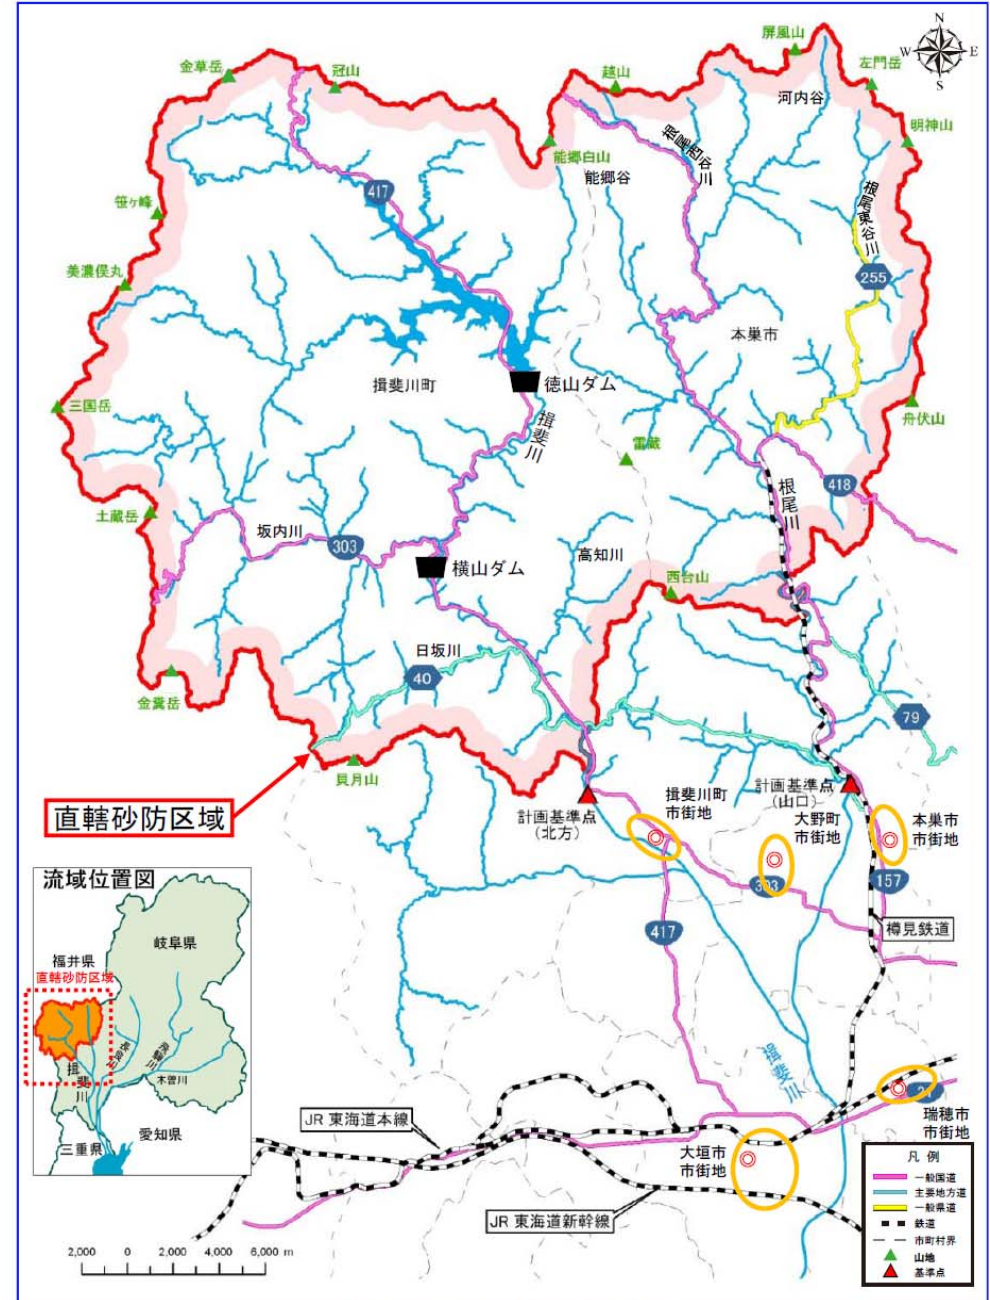 N
W
E
S
屏風山
金草岳
冠山
越山
左門岳
河内谷
明神山
能郷白山
根尾西谷川
能郷谷
417
笹ヶ峰
根尾東谷川
255
美濃俣丸
本巣市
揖斐川町
徳山ダム
三国岳
揖斐川
舟伏山
雷蔵
418
根尾川
土蔵岳
坂内川
303
高知川
横山ダム
西台山
日坂川
40
金糞岳
79
貝月山
直轄砂防区域
計画基準点
(北方)
揖斐川町
市街地
計画基準点
(山口)
大野町
市街地
本巣市
市街地
303
157
417
樽見鉄道
流域位置図
岐阜県
福井県
直轄砂防区域
揖斐川
長良川
飛騨川
木曽川
愛知県
三重県
揖斐川
JR 東海道本線
21
瑞穂市
市街地
大垣市
市街地
JR 東海道新幹線
凡 例
一般国道
主要地方道
一般県道
鉄道
市町村界
山地
基準点
2,000 0 2,000 4,000 6,000 m